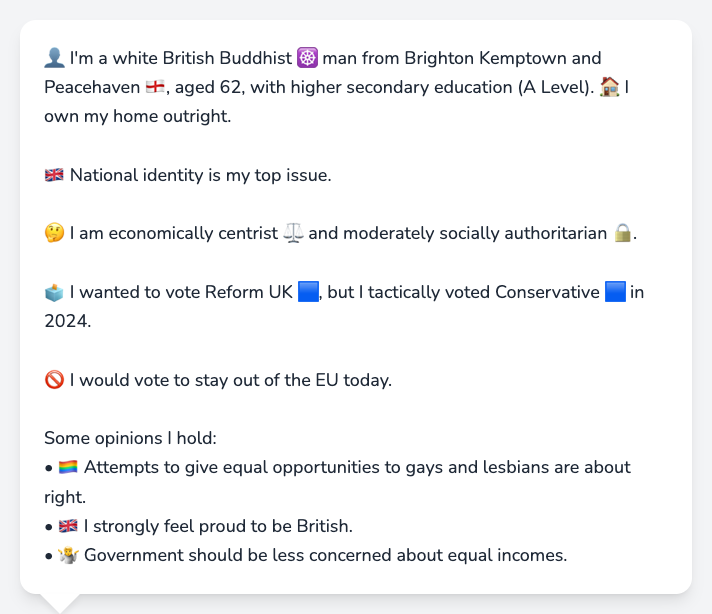 👤 I'm a white British Buddhist ☸️ man from Brighton Kemptown and
Peacehaven 🏴󠁧󠁢󠁥󠁮󠁧󠁿, aged 62, with higher secondary education (A Level). 🏠 I
own my home outright.
🇬🇧 National identity is my top issue.
🤔 I am economically centrist ⚖️ and moderately socially authoritarian 🔒.
🗳️ I wanted to vote Reform UK 🟦, but I tactically voted Conservative 🟦 in
2024.
🚫 I would vote to stay out of the EU today.
Some opinions I hold:
• 🏳️‍🌈 Attempts to give equal opportunities to gays and lesbians are about
right.
• 🇬🇧 I strongly feel proud to be British.
• 🤷 Government should be less concerned about equal incomes.